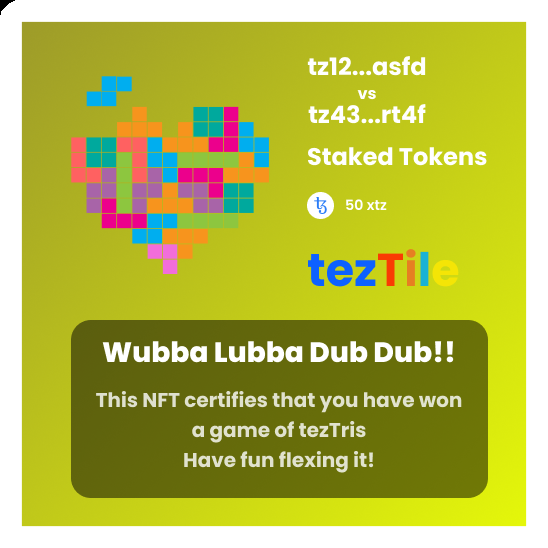 tz12...asfd
vs
tz43...rt4f
Staked Tokens
50 xtz
tezTile
Wubba Lubba Dub Dub!!
This NFT certifies that you have won
a game of tezTris
Have fun flexing it!